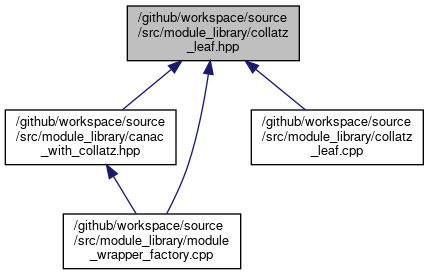 /github/workspace/source
/src/module_library/collatz
_leaf.hpp
/github/workspace/source
/src/module_library/canac
_with_collatz.hpp
/github/workspace/source
/src/module_library/collatz
_leaf.cpp
/github/workspace/source
/src/module_library/module
_wrapper_factory.cpp